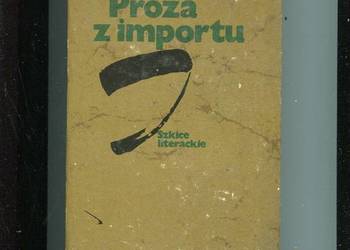 Proza
z importu
Szkice
literackie